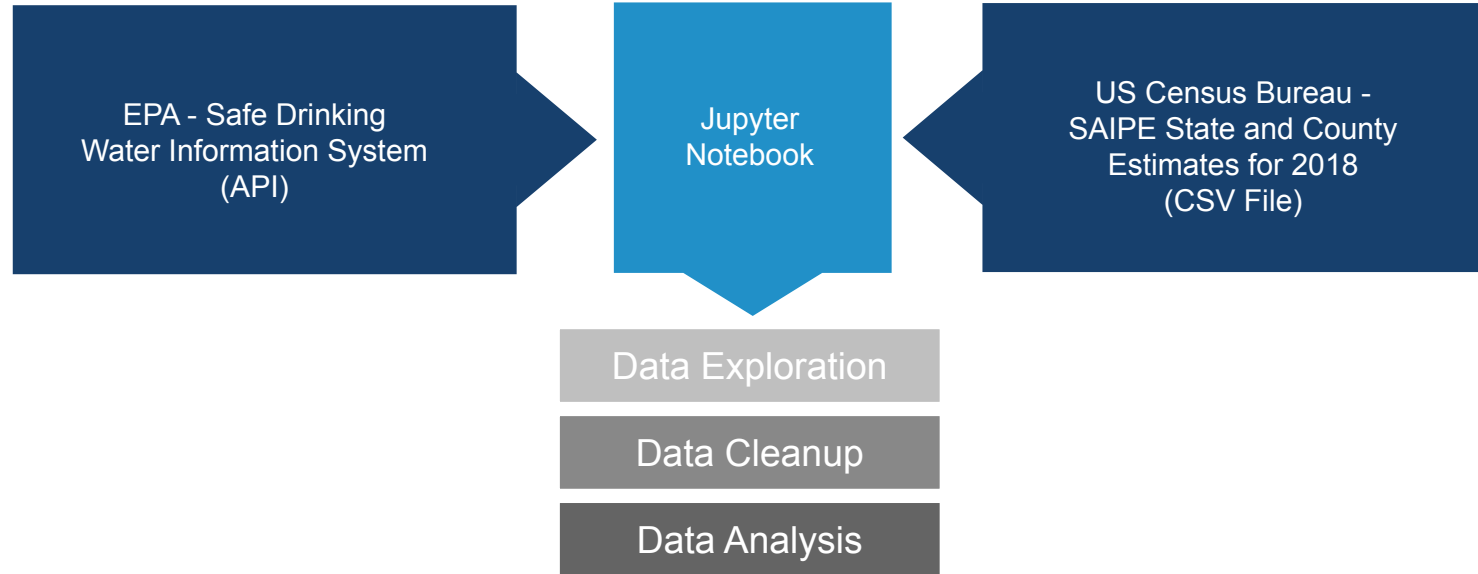 EPA - Safe Drinking
Water Information System
(API)
Jupyter
Notebook
US Census Bureau -
SAIPE State and County
Estimates for 2018
(CSV File)
Data Exploration
Data Cleanup
Data Analysis